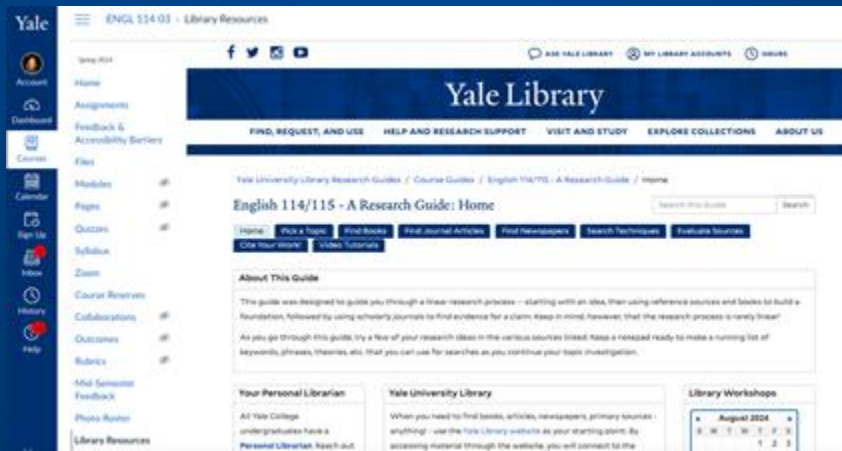 Yale
Account
Dashboard
Courses
Calendar
Sign Up
Inbox
History
Help
ENGL 114 03 › Library Resources
Spring 2024
Home
Assignments
Feedback &
Accessibility Barriers
Files
Modules
Pages
Quizzes
Syllabus
Zoom
Course Reserves
Collaborations
Outcomes
Rubrics
Mid-Semester
Feedback
Photo Roster
Library Resources
ASK YALE LIBRARY MY LIBRARY ACCOUNTS HOURS
Yale Library
FIND, REQUEST, AND USE HELP AND RESEARCH SUPPORT VISIT AND STUDY EXPLORE COLLECTIONS ABOUT US
Yale University Library Research Guides / Course Guides / English 114/115 - A Research Guide / Home
English 114/115 - A Research Guide: Home
Search this Guide Search
Home Pick a Topic Find Books Find Journal Articles Find Newspapers Search Techniques Evaluate Sources
Cite Your Work! Video Tutorials
About This Guide
This guide was designed to guide you through a linear research process -- starting with an idea, then using reference sources and books to build a
foundation, followed by using scholarly journals to find evidence for a claim. Keep in mind, however, that the research process is rarely linear!
As you go through this guide, try a few of your research ideas in the various sources linked. Keep a notepad ready to make a running list of
keywords, phrases, theories, etc. that you can use for searches as you continue your topic investigation.
Your Personal Librarian
All Yale College
undergraduates have a
Personal Librarian. Reach out
Yale University Library
When you need to find books, articles, newspapers, primary sources -
anything! - use the Yale Library website as your starting point. By
accessing material through the website, you will connect to the
Library Workshops
August 2024
S M T W T F S
1 2 3